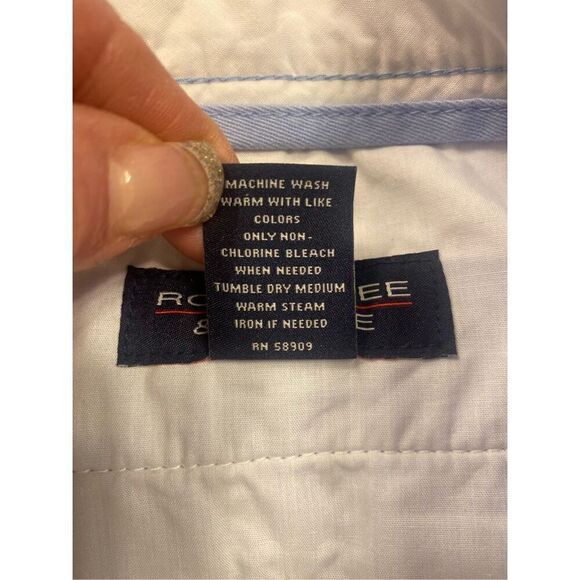 MACHINE WASH
WARM WITH LIKE
COLORS
ONLY NON-
CHLORINE BLEACH
WHEN NEEDED
TUMBLE DRY MEDIUM
WARM STEAM
IRON IF NEEDED
RN 58909